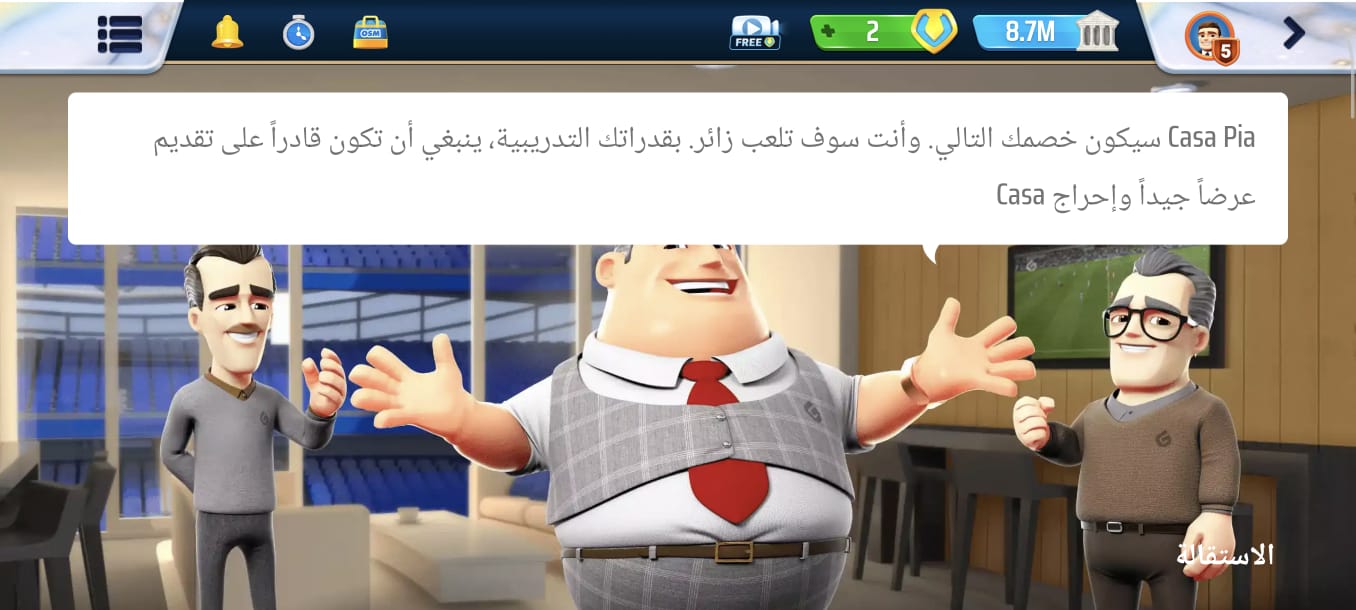 OSM
FREE
2
8.7M
5
Casa Pia سيكون خصمك التالي. وأنت سوف تلعب زائر. بقدراتك التدريبية، ينبغي أن تكون قادراً على تقديم
عرضاً جيداً وإحراج Casa
الاستقالة